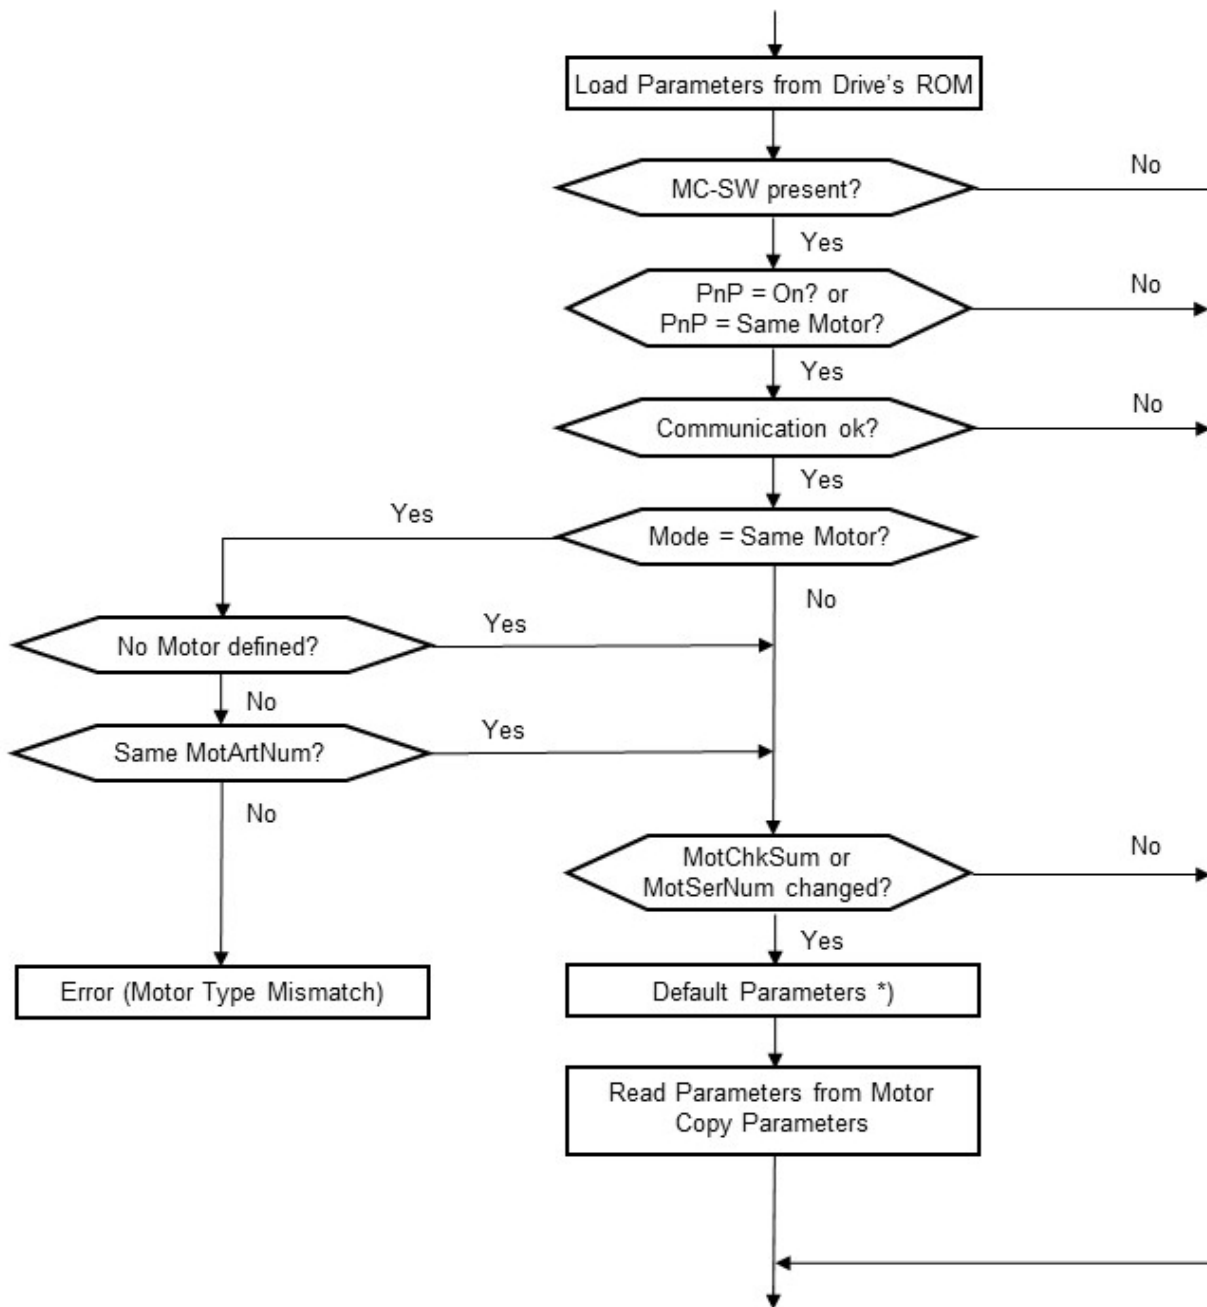 Load Parameters from Drive's ROM
MC-SW present?
No
Yes
PnP = On? or
PnP = Same Motor?
No
Yes
Communication ok?
No
Yes
Mode = Same Motor?
Yes
No
No Motor defined?
Yes
No
Same MotArtNum?
Yes
No
MotChkSum or
MotSerNum changed?
No
Yes
Error (Motor Type Mismatch)
Default Parameters *)
Read Parameters from Motor
Copy Parameters